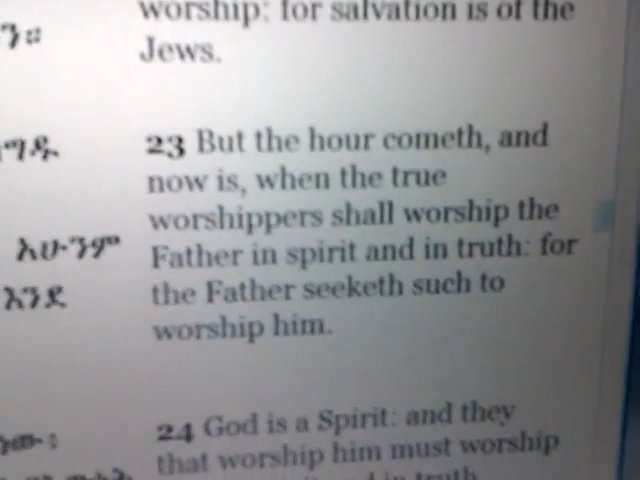 worship: for salvation is of the
Jews.
23 But the hour cometh, and
now is, when the true
worshippers shall worship the
Father in spirit and in truth: for
the Father seeketh such to
worship him.
24 God is a Spirit: and they
that worship him must worship
እሁንም
እንደ